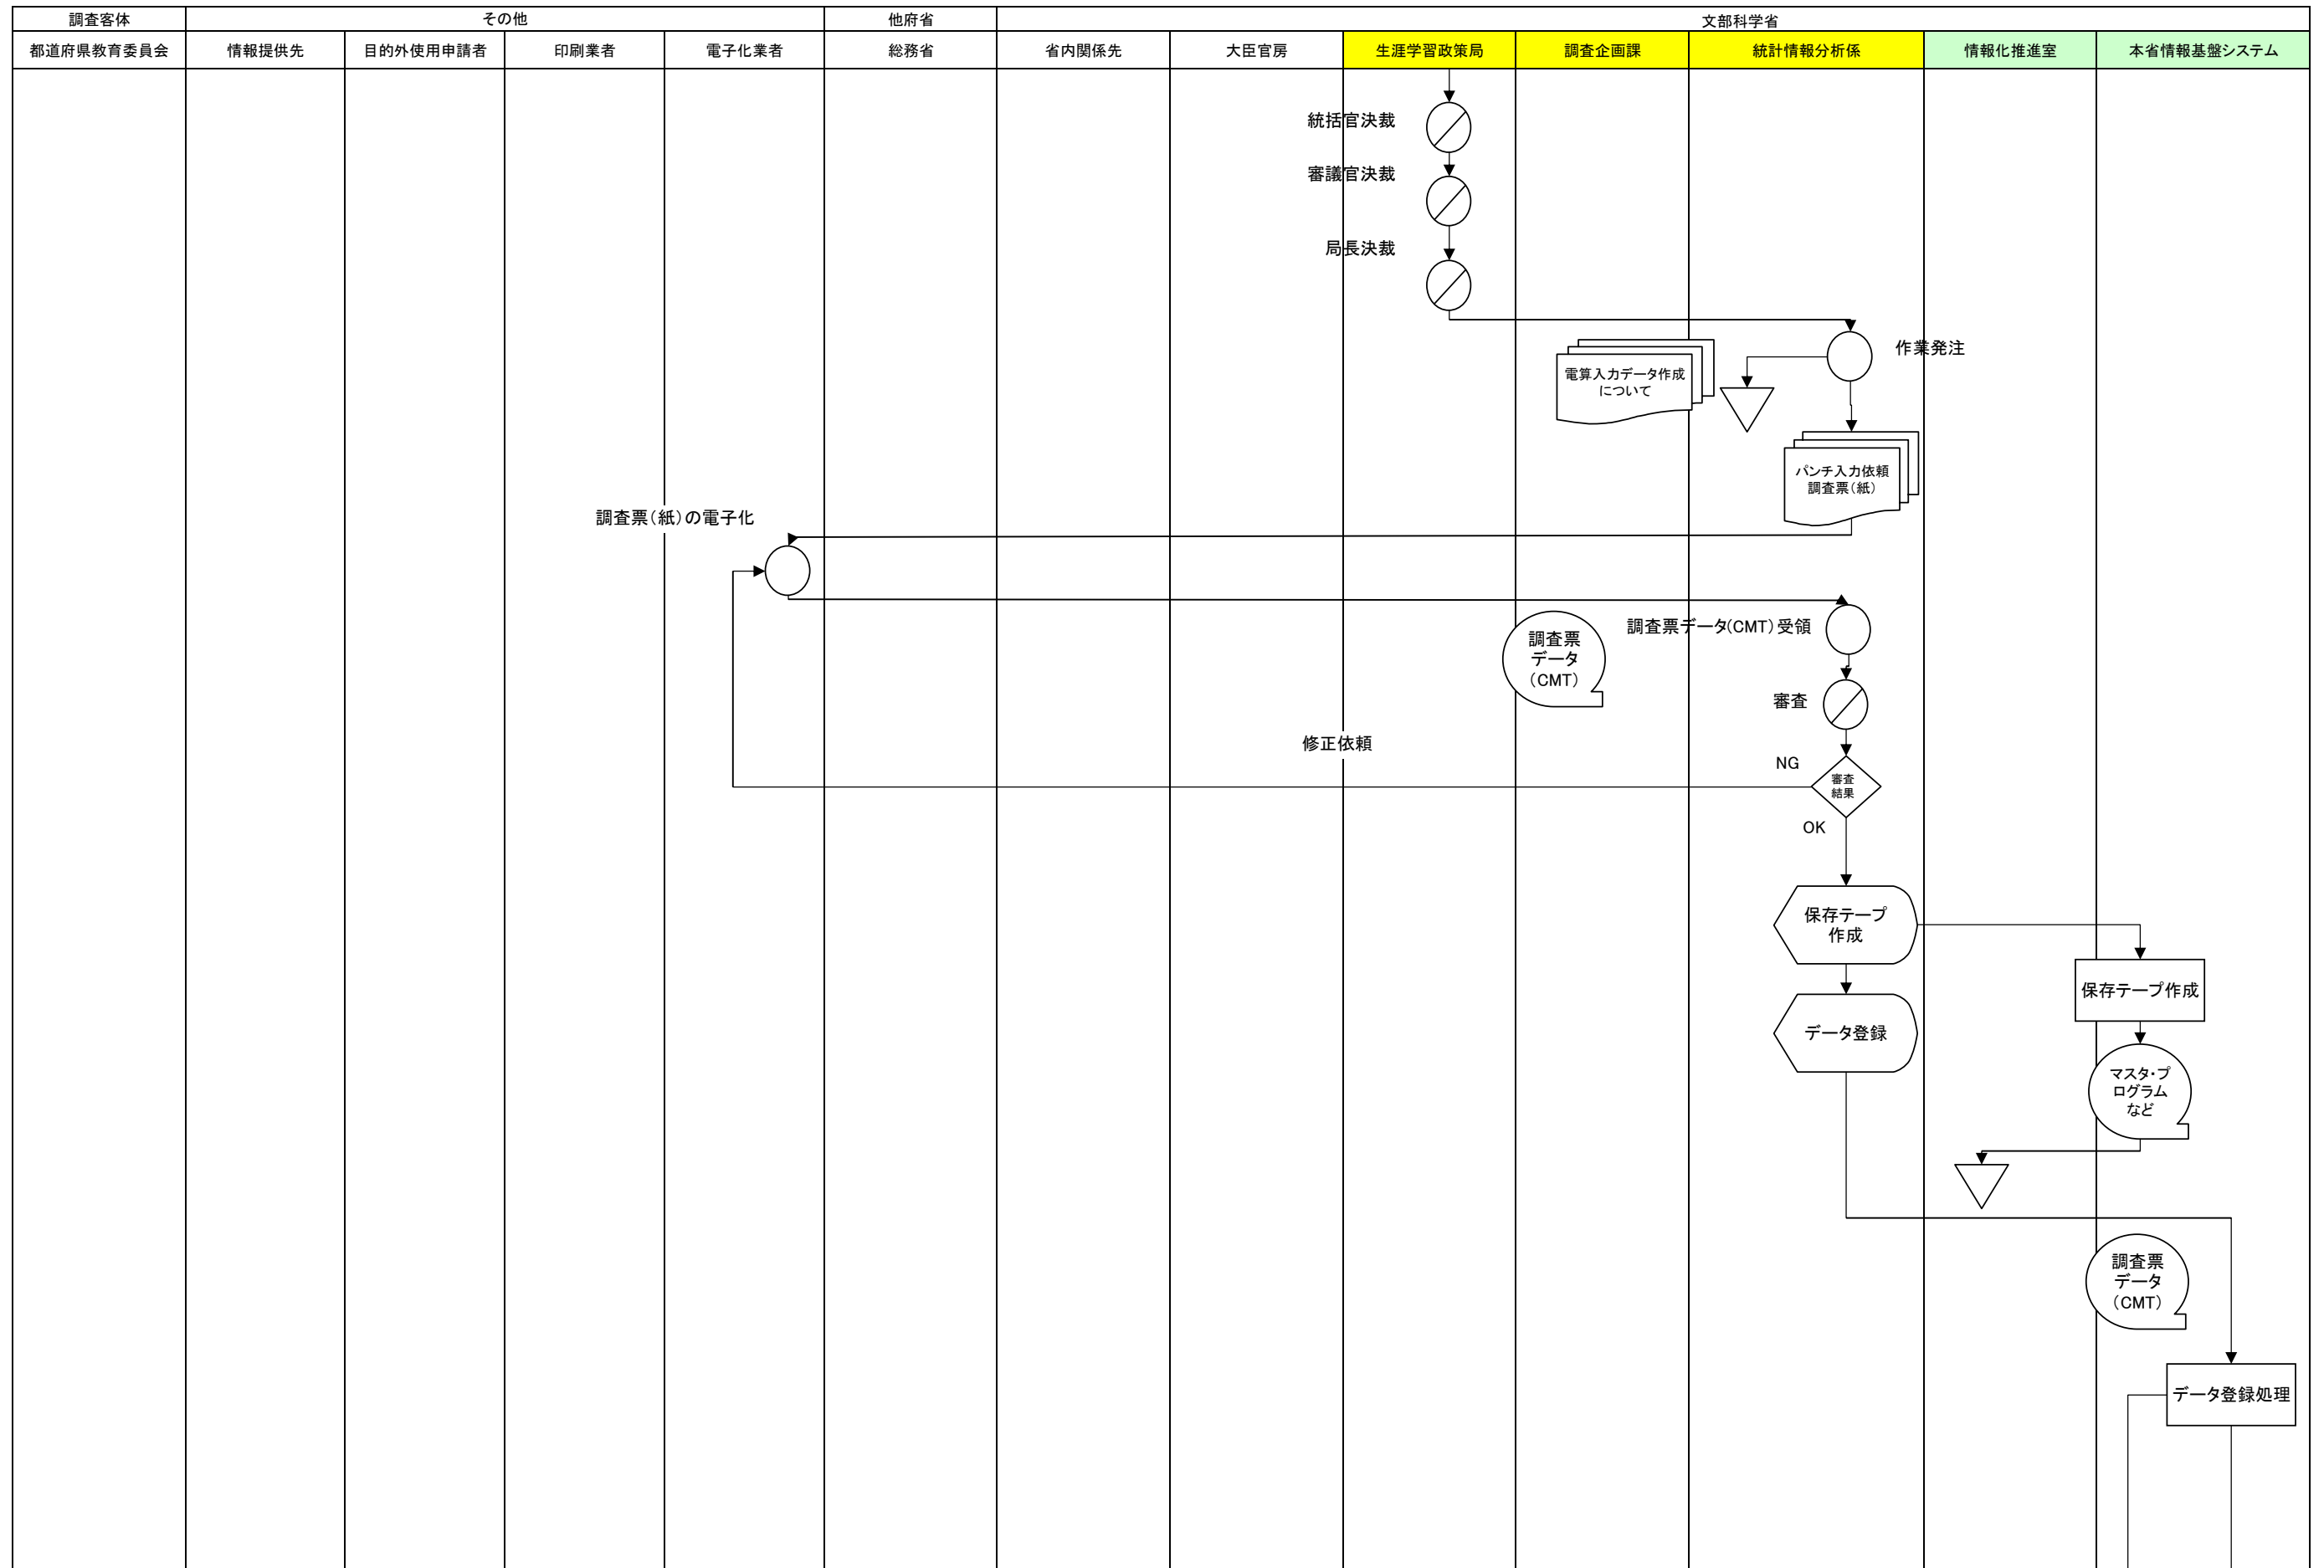 調査客体
その他
他府省
文部科学省
都道府県教育委員会
情報提供先
目的外使用申請者
印刷業者
電子化業者
総務省
省内関係先
大臣官房
生涯学習政策局
調査企画課
統計情報分析係
情報化推進室
本省情報基盤システム
統括官決裁
審議官決裁
局長決裁
作業発注
電算入力データ作成
について
パンチ入力依頼
調査票(紙)
調査票(紙)の電子化
調査票データ(CMT)受領
調査票
データ
(CMT)
審査
修正依頼
NG
審査
結果
OK
保存テープ
作成
保存テープ作成
データ登録
マスタ・プ
ログラム
など
調査票
データ
(CMT)
データ登録処理